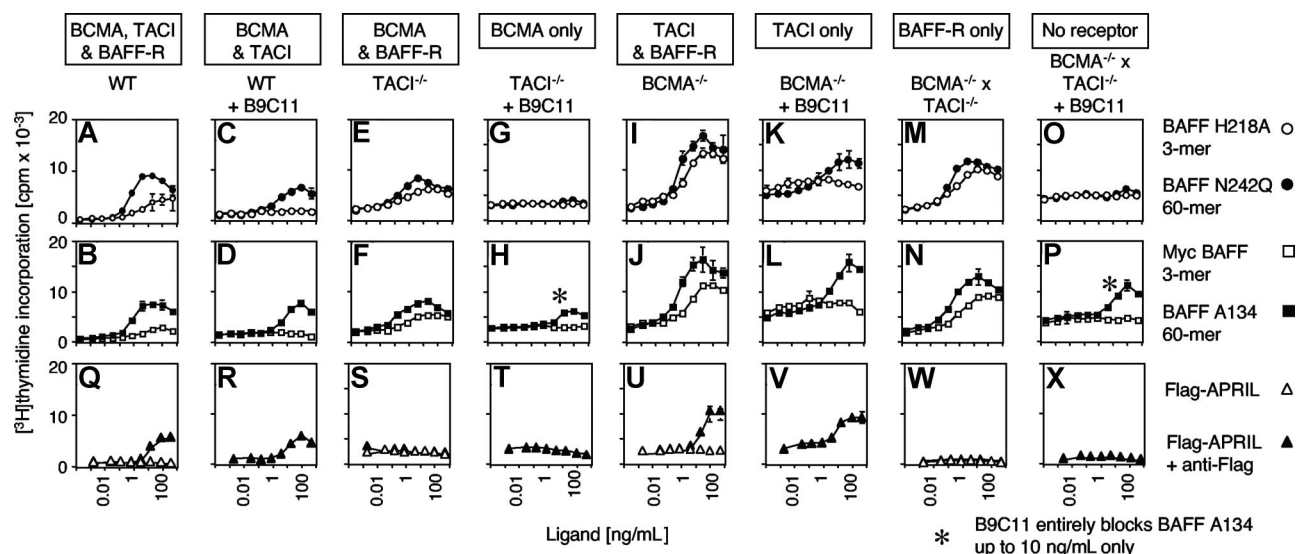 BCMA, TACI & BAFF-R
BCMA & TACI
BCMA & BAFF-R
BCMA only
TACI & BAFF-R
TACI only
BAFF-R only
No receptor
WT
WT + B9C11
TACI-/-
TACI-/- + B9C11
BCMA-/-
BCMA-/- + B9C11
BCMA-/- x TACI-/-
BCMA-/- x TACI-/- + B9C11
[³H]thymidine incorporation [cpm x 10⁻³]
20
10
0
A
C
E
G
I
K
M
O
BAFF H218A
3-mer
BAFF N242Q
60-mer
20
10
0
B
D
F
H
*
J
L
N
P
*
Myc BAFF
3-mer
BAFF A134
60-mer
20
10
0
Q
R
S
T
U
V
W
X
Flag-APRIL
Flag-APRIL
+ anti-Flag
0.01
1
100
0.01
1
100
0.01
1
100
0.01
1
100
0.01
1
100
0.01
1
100
0.01
1
100
0.01
1
100
Ligand [ng/mL]
* B9C11 entirely blocks BAFF A134
up to 10 ng/mL only